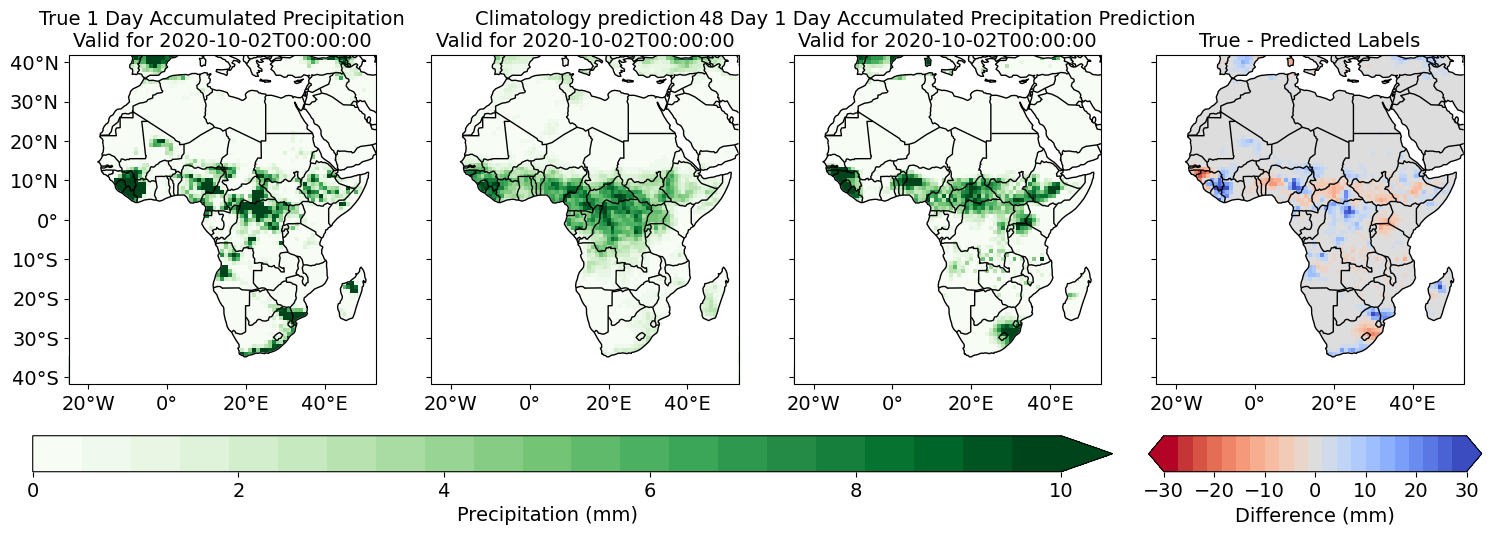 True 1 Day Accumulated Precipitation
Valid for 2020-10-02T00:00:00
Climatology prediction
Valid for 2020-10-02T00:00:00
48 Day 1 Day Accumulated Precipitation Prediction
Valid for 2020-10-02T00:00:00
True - Predicted Labels
40°N
30°N
20°N
10°N
0°
10°S
20°S
30°S
40°S
20°W 0° 20°E 40°E
20°W 0° 20°E 40°E
20°W 0° 20°E 40°E
20°W 0° 20°E 40°E
0 2 4 6 8 10
Precipitation (mm)
−30 −20 −10 0 10 20 30
Difference (mm)